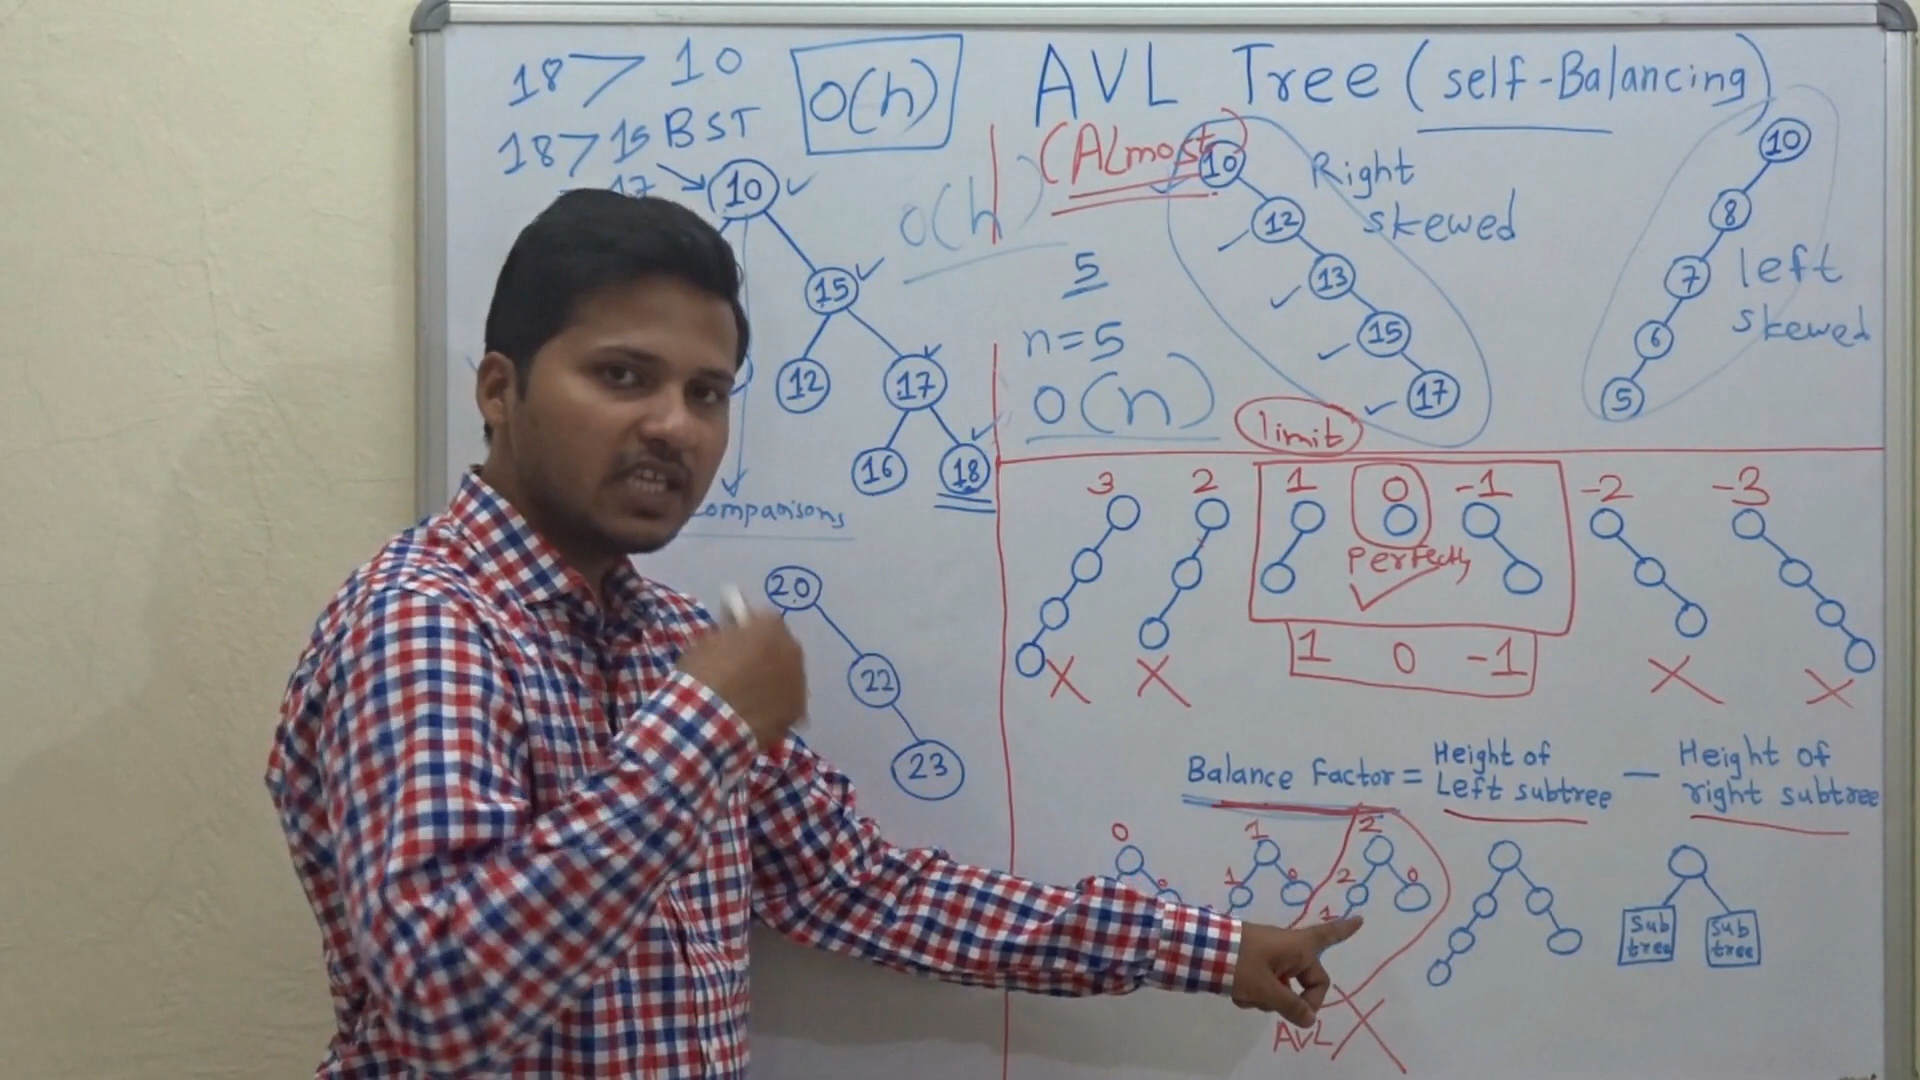 18 > 10
O(h)
AVL Tree (self-Balancing)
18 > 15 BST
(ALmost)
17
10
10
Right
skewed
10
12
8
O(h)
15
5
13
7
left
skewed
n=5
15
6
12
17
O(n)
17
5
limit
16
18
comparisons
3 2 1 0 -1 -2 -3
Perfectly
20
X X 1 0 -1 X X
22
23
Balance Factor = Height of Left subtree — Height of right subtree
0 1 2
1 2 0
1
Sub tree
Sub tree
AVL X